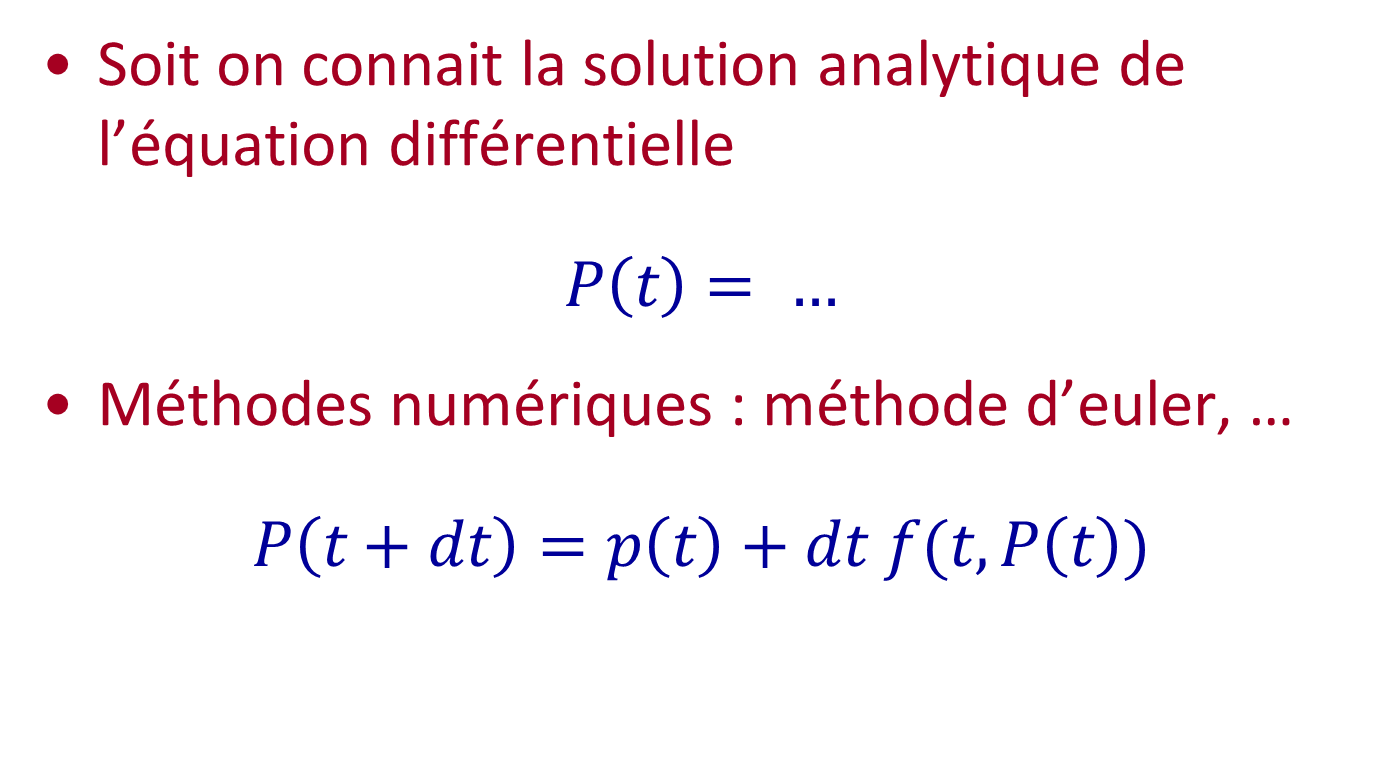 • Soit on connait la solution analytique de
l’équation différentielle
P(t) = …
• Méthodes numériques : méthode d’euler, …
P(t + dt) = p(t) + dt f(t, P(t))